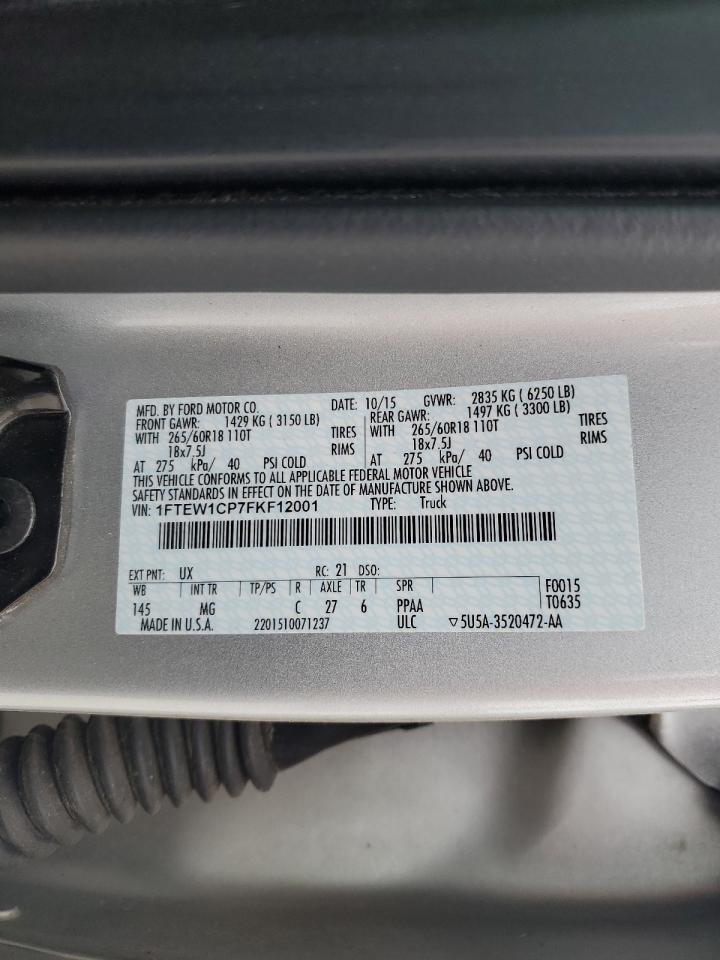 MFD. BY FORD MOTOR CO. DATE: 10/15 GVWR: 2835 KG ( 6250 LB)
FRONT GAWR: 1429 KG ( 3150 LB) REAR GAWR: 1497 KG ( 3300 LB)
WITH 265/60R18 110T TIRES WITH 265/60R18 110T TIRES
18x7.5J RIMS 18x7.5J RIMS
AT 275 kPa/ 40 PSI COLD AT 275 kPa/ 40 PSI COLD
THIS VEHICLE CONFORMS TO ALL APPLICABLE FEDERAL MOTOR VEHICLE
SAFETY STANDARDS IN EFFECT ON THE DATE OF MANUFACTURE SHOWN ABOVE.
VIN: 1FTEW1CP7FKF12001 TYPE: Truck
EXT PNT: UX RC: 21 DSO:
WB INT TR TP/PS R AXLE TR SPR F0015
145 MG C 27 6 PPAA T0635
MADE IN U.S.A. 2201510071237 ULC ▽5U5A-3520472-AA